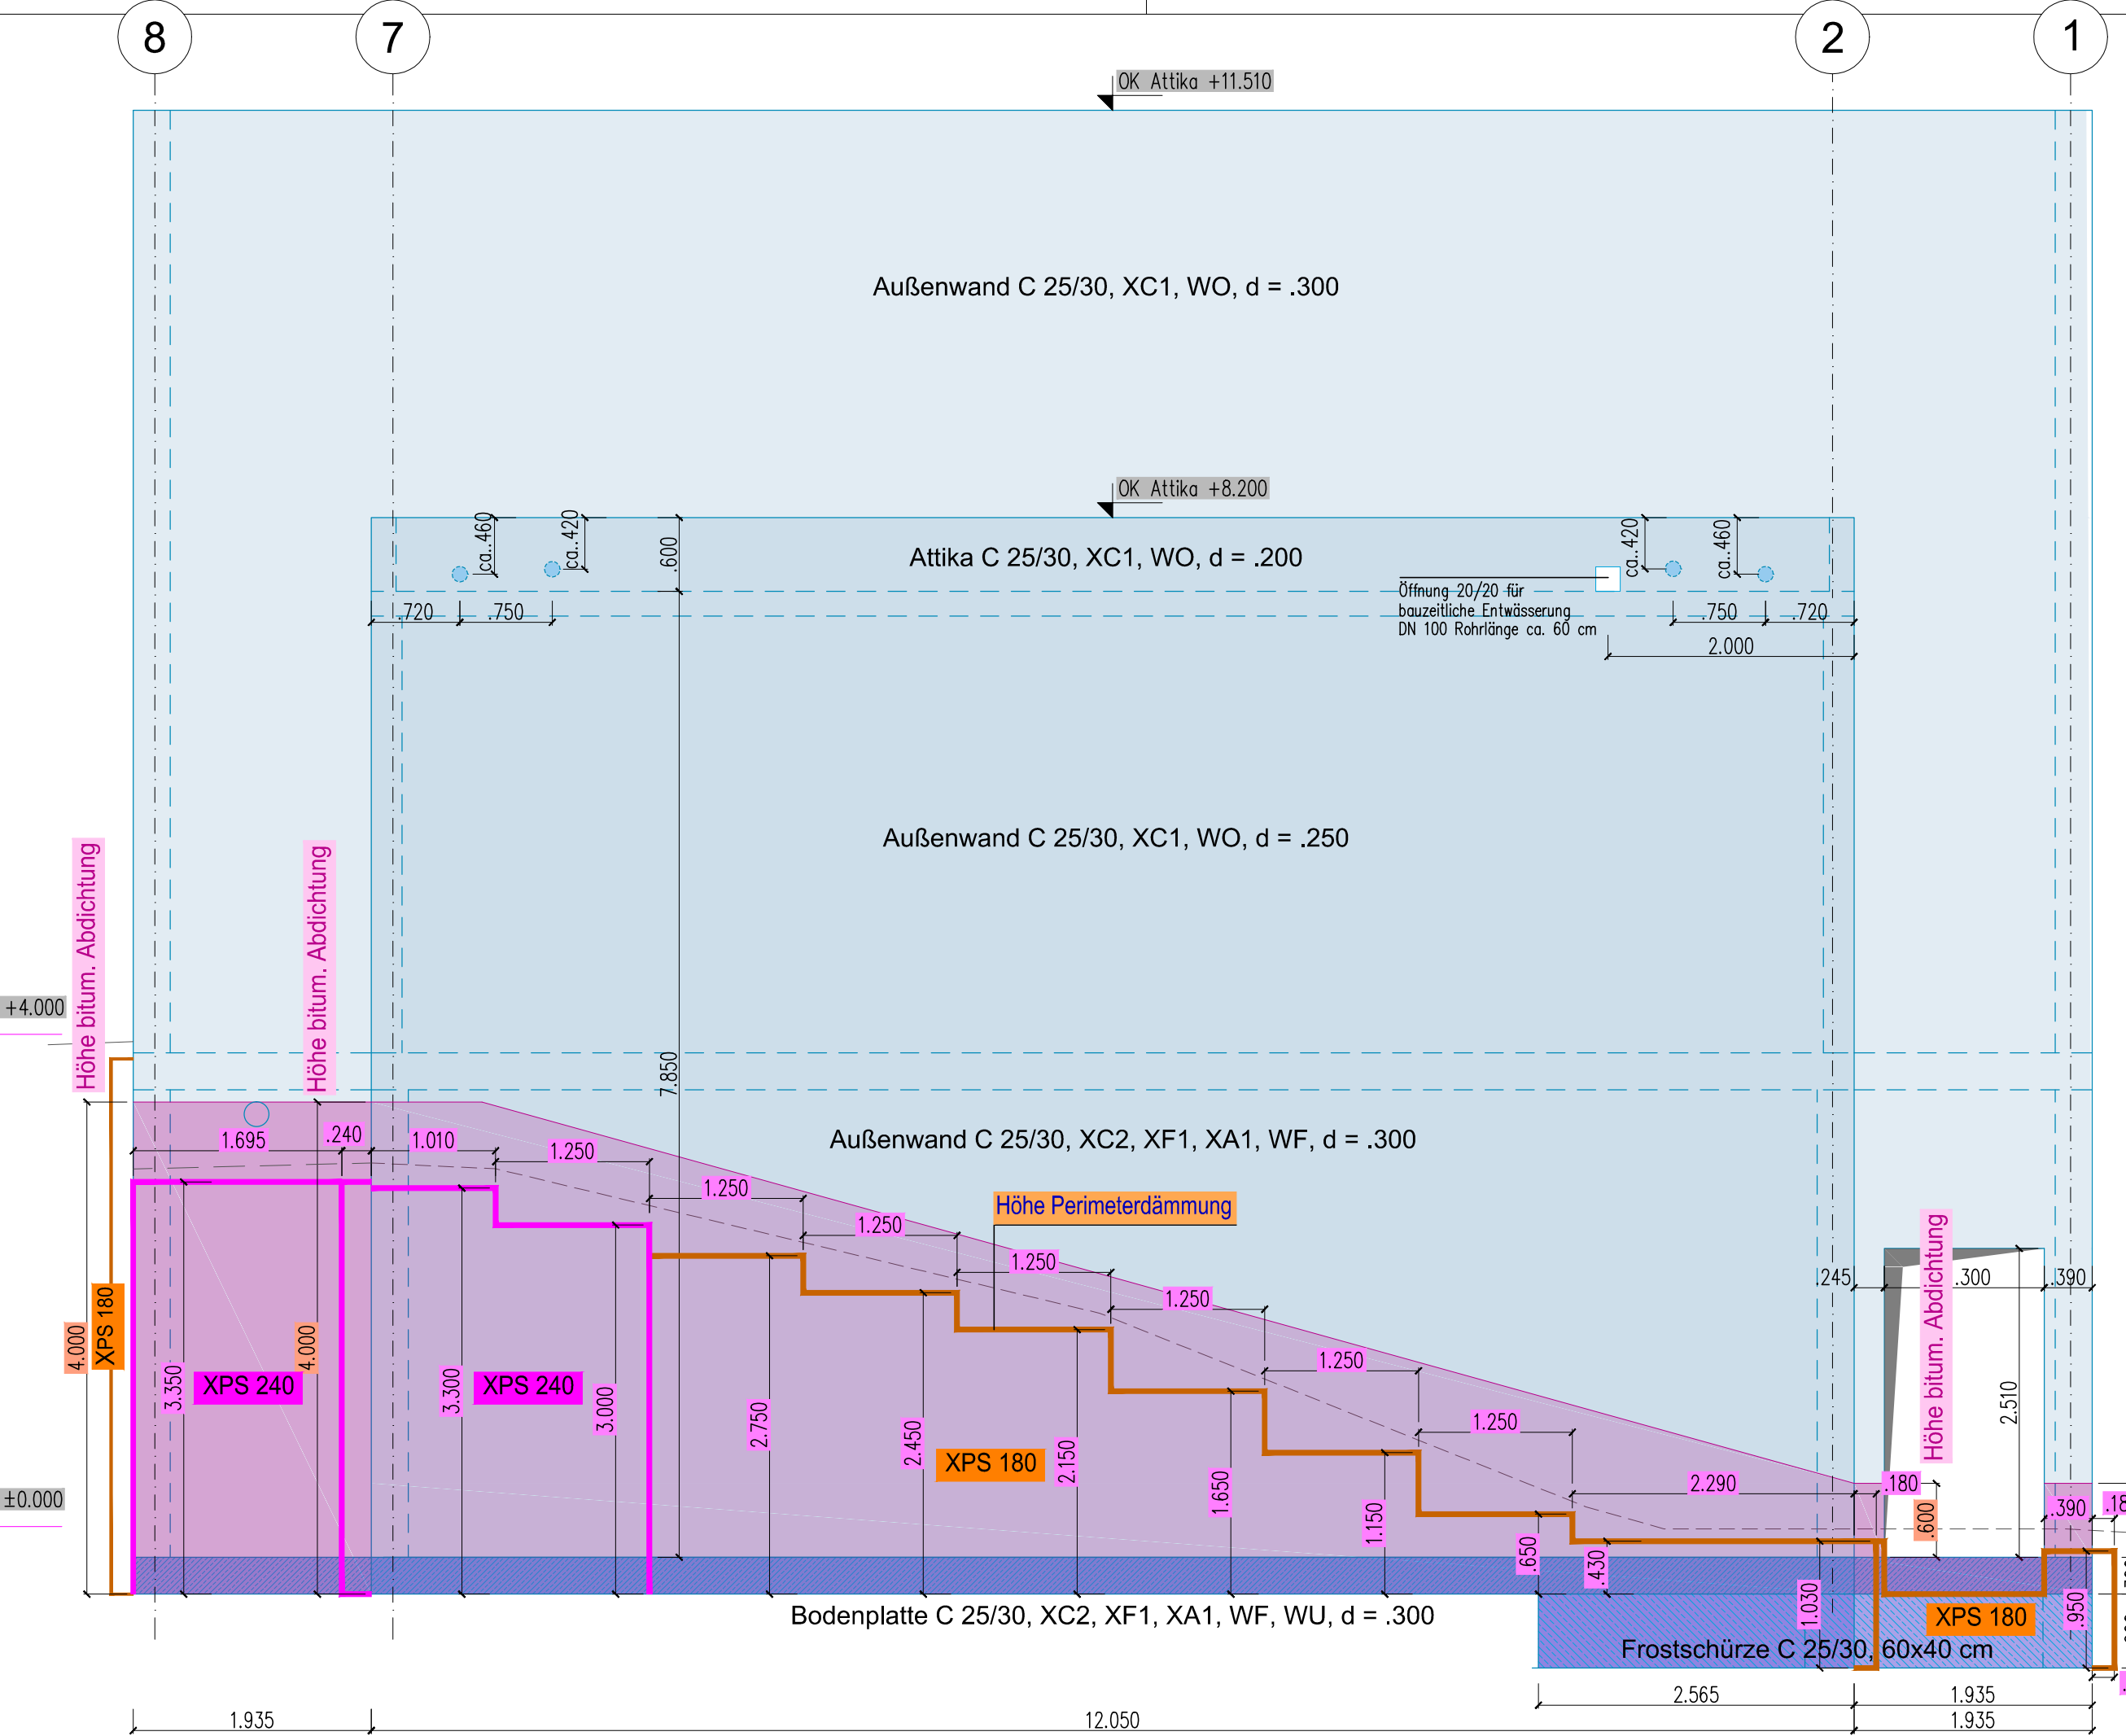 8
7
2
1
OK Attika +11.510
Außenwand C 25/30, XC1, WO, d = .300
OK Attika +8.200
ca..460
ca..420
.600
Attika C 25/30, XC1, WO, d = .200
ca..420
ca..460
Öffnung 20/20 für
bauzeitliche Entwässerung
DN 100 Rohrlänge ca. 60 cm
.720
.750
.750
.720
2.000
Außenwand C 25/30, XC1, WO, d = .250
Höhe bitum. Abdichtung
Höhe bitum. Abdichtung
+4.000
7.850
1.695
.240
1.010
1.250
Außenwand C 25/30, XC2, XF1, XA1, WF, d = .300
1.250
1.250
1.250
1.250
1.250
1.250
Höhe Perimeterdämmung
Höhe bitum. Abdichtung
.245
.300
.390
2.510
4.000
XPS 180
3.350
XPS 240
4.000
3.300
XPS 240
3.000
2.750
2.450
XPS 180
2.150
1.650
1.150
.650
.430
2.290
.180
.600
.390
±0.000
1.030
XPS 180
.950
Bodenplatte C 25/30, XC2, XF1, XA1, WF, WU, d = .300
Frostschürze C 25/30, 60x40 cm
2.565
1.935
1.935
12.050
1.935